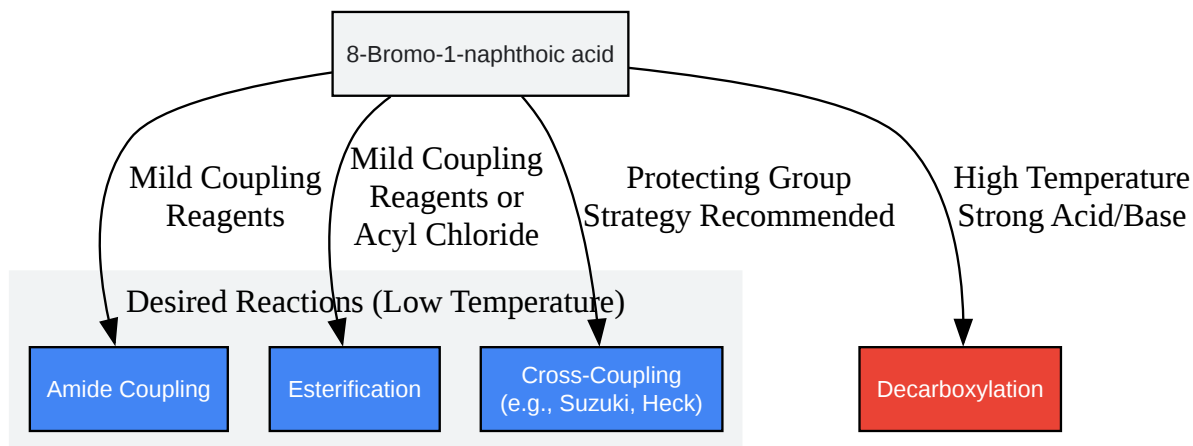 8-Bromo-1-naphthoic acid
Mild Coupling
Reagents
Mild Coupling
Reagents or
Acyl Chloride
Protecting Group
Strategy Recommended
High Temperature
Strong Acid/Base
Desired Reactions (Low Temperature)
Amide Coupling
Esterification
Cross-Coupling
(e.g., Suzuki, Heck)
Decarboxylation